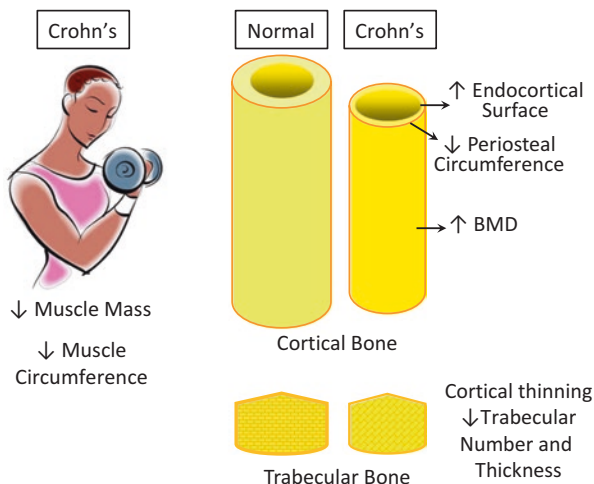 Crohn's
Normal
Crohn's
↑ Endocortical
Surface
↓ Periosteal
Circumference
↑ BMD
↓ Muscle Mass
↓ Muscle
Circumference
Cortical Bone
Cortical thinning
↓Trabecular
Number and
Thickness
Trabecular Bone